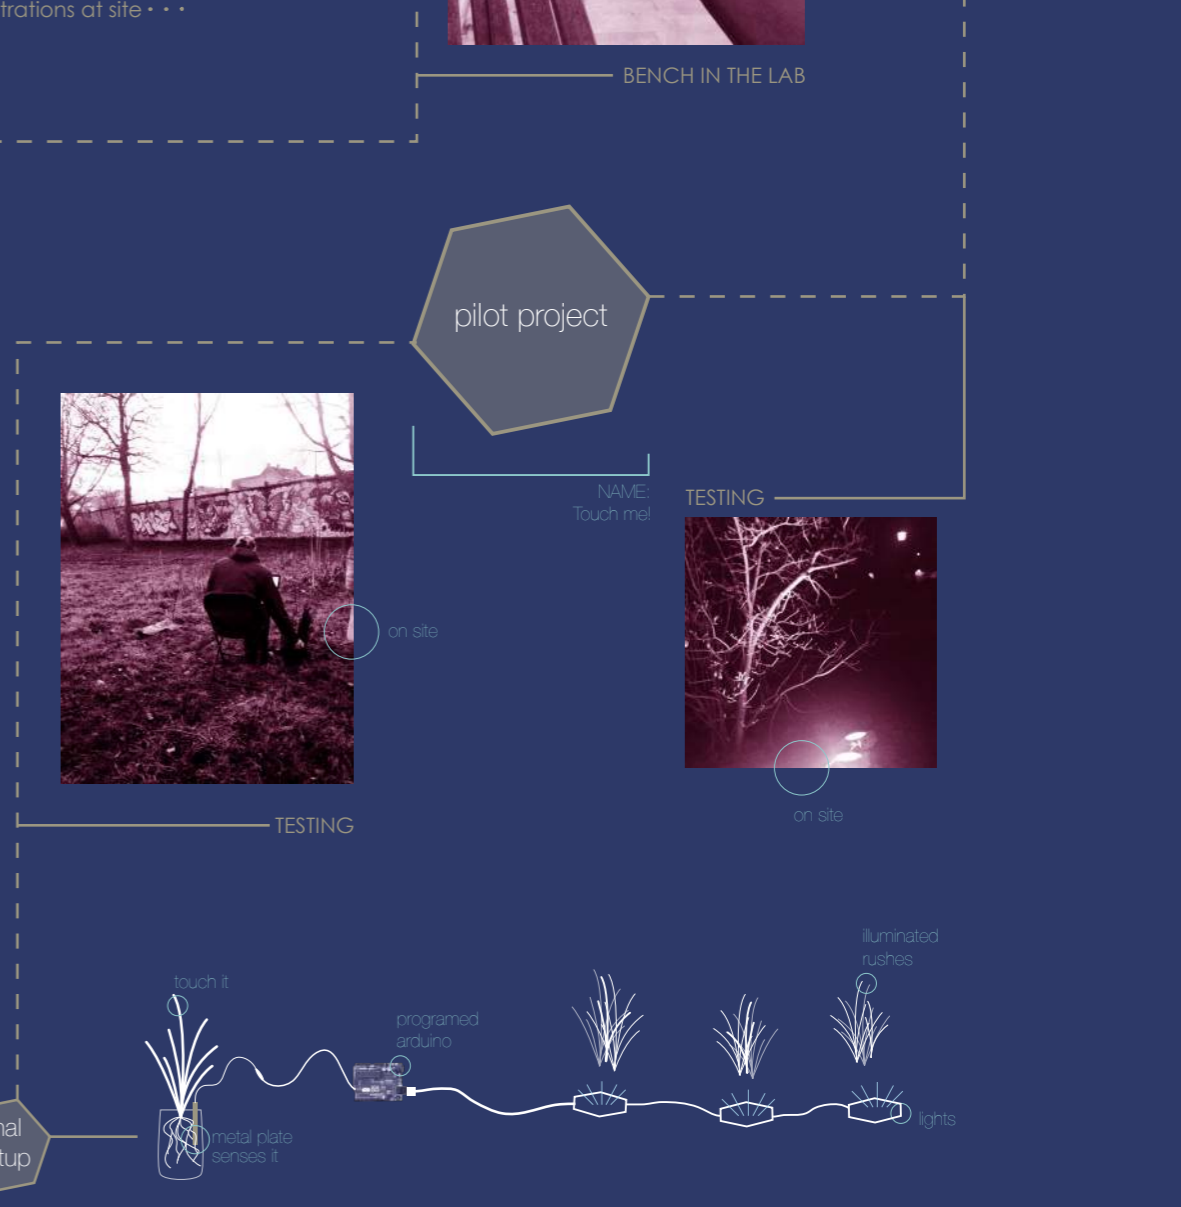 trations at site · · ·
BENCH IN THE LAB
pilot project
NAME:
Touch me!
TESTING
on site
on site
TESTING
illuminated
rushes
touch it
programed
arduino
lights
nal
tup
metal plate
senses it